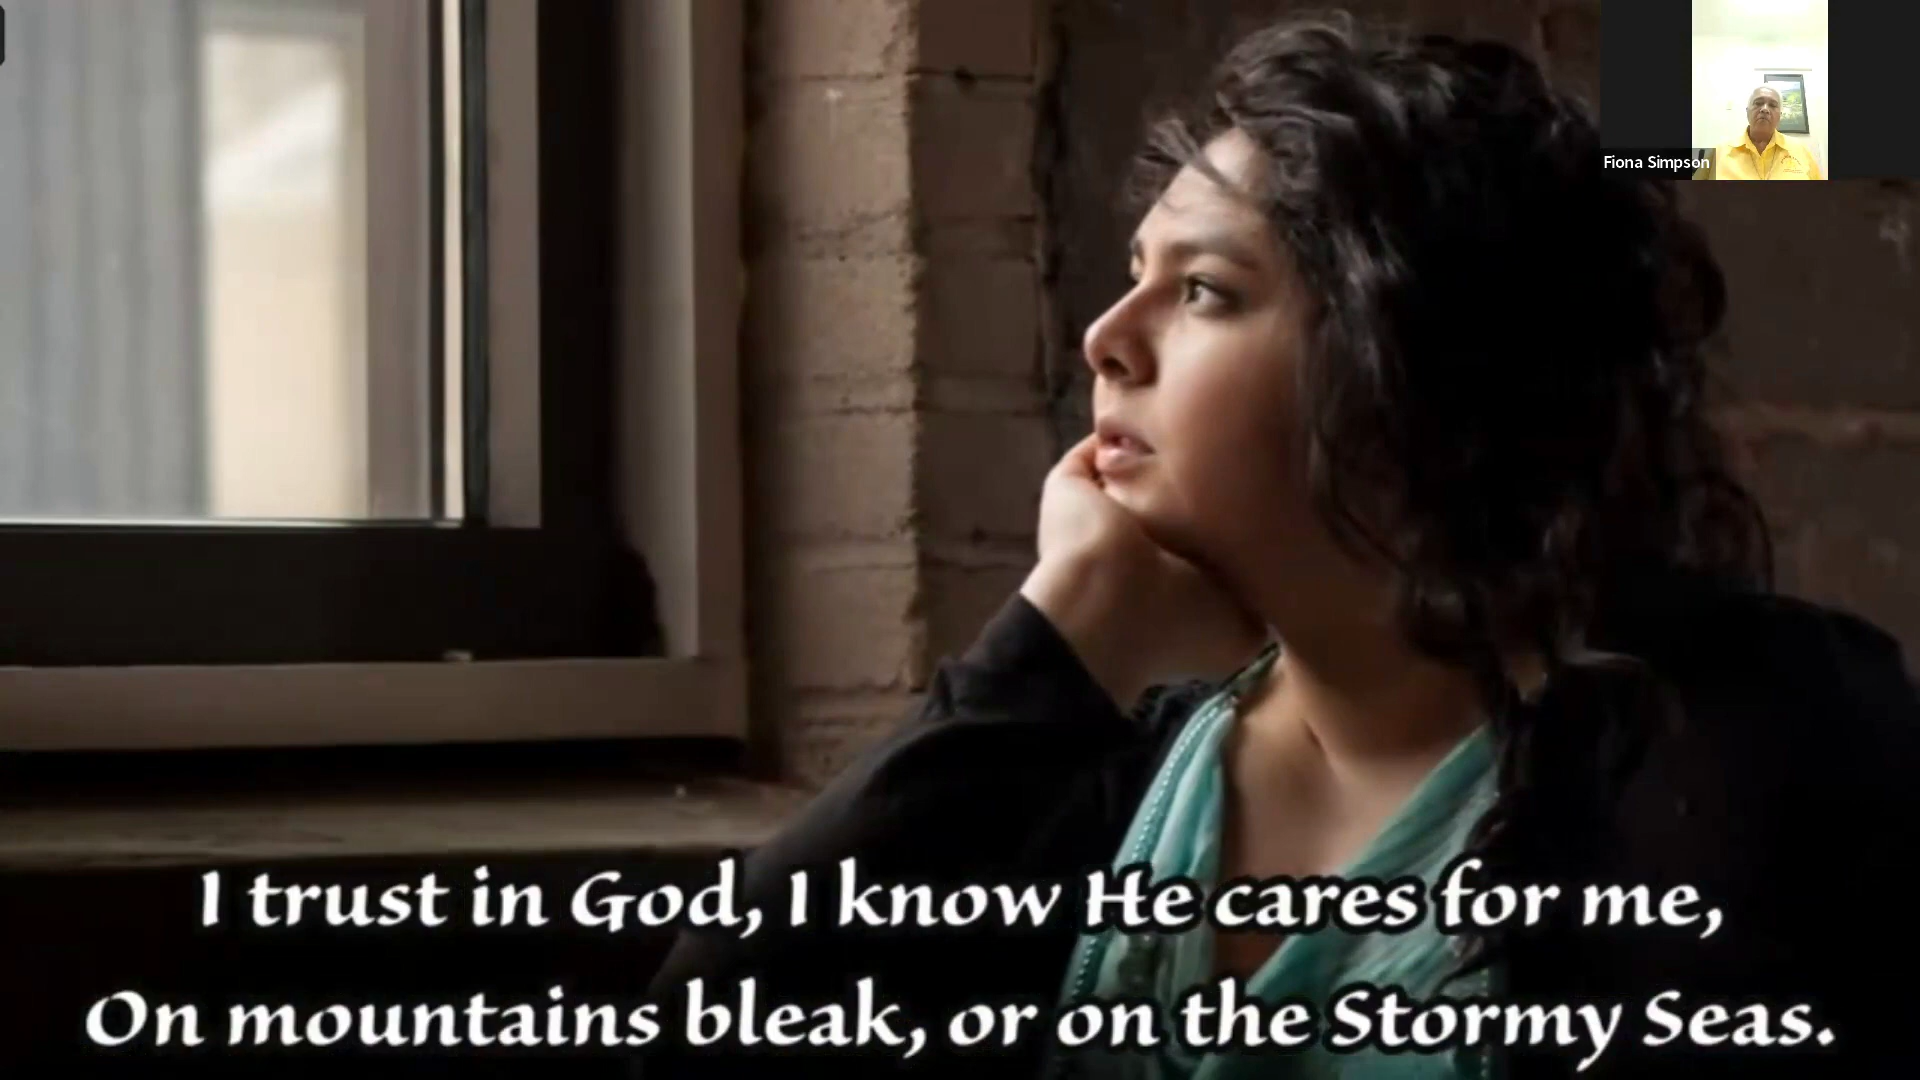 Fiona Simpson
I trust in God, I know He cares for me,
On mountains bleak, or on the Stormy Seas.